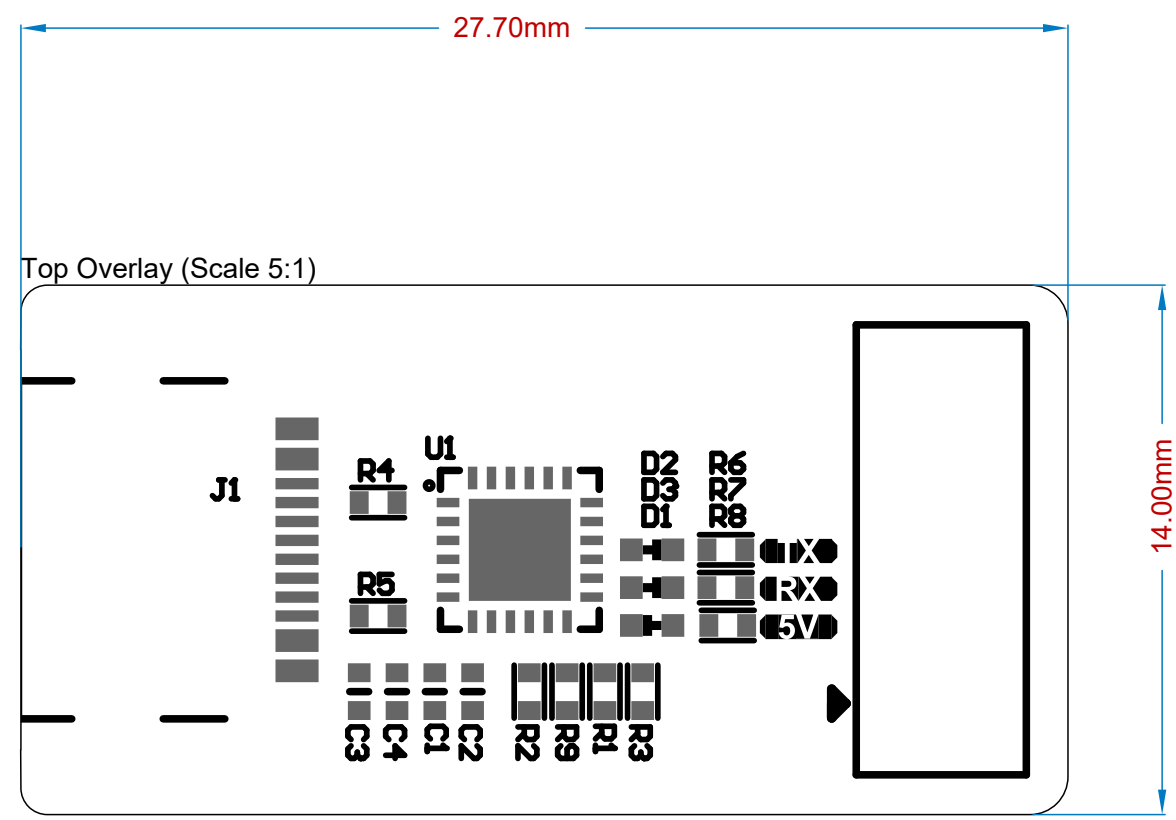 27.70mm
Top Overlay (Scale 5:1)
14.00mm
U1
R4
J1
D2 R6
D3 R7
D1 R8
TX
R5
RX
5V
C3 C4 C1 C2 R2 R9 R1 R3